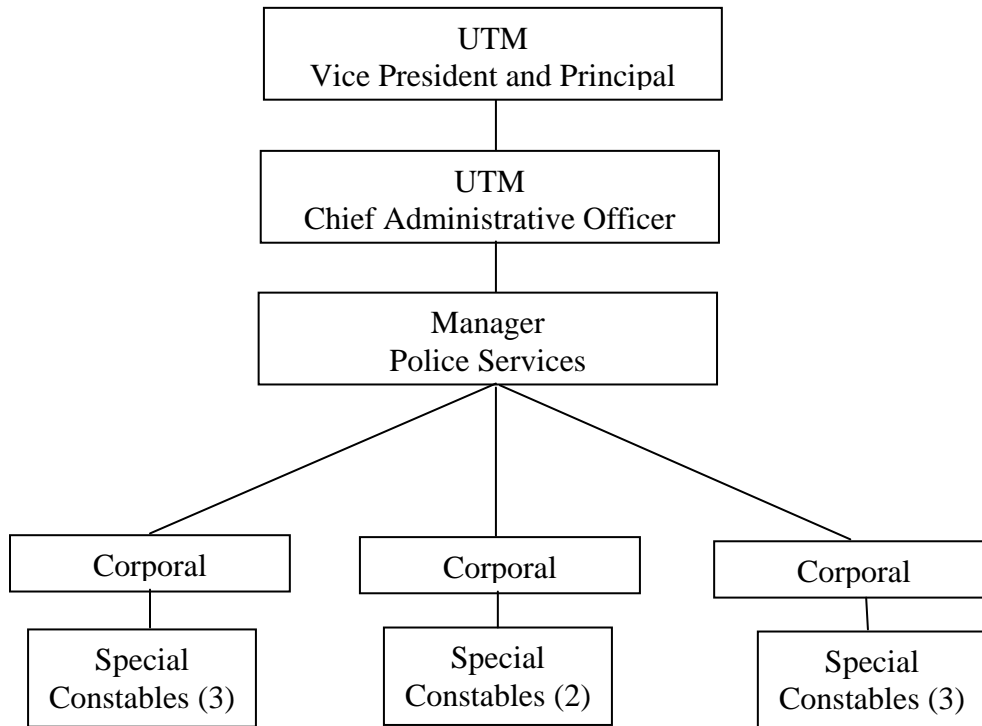 UTM
Vice President and Principal
UTM
Chief Administrative Officer
Manager
Police Services
Corporal
Corporal
Corporal
Special
Constables (3)
Special
Constables (2)
Special
Constables (3)